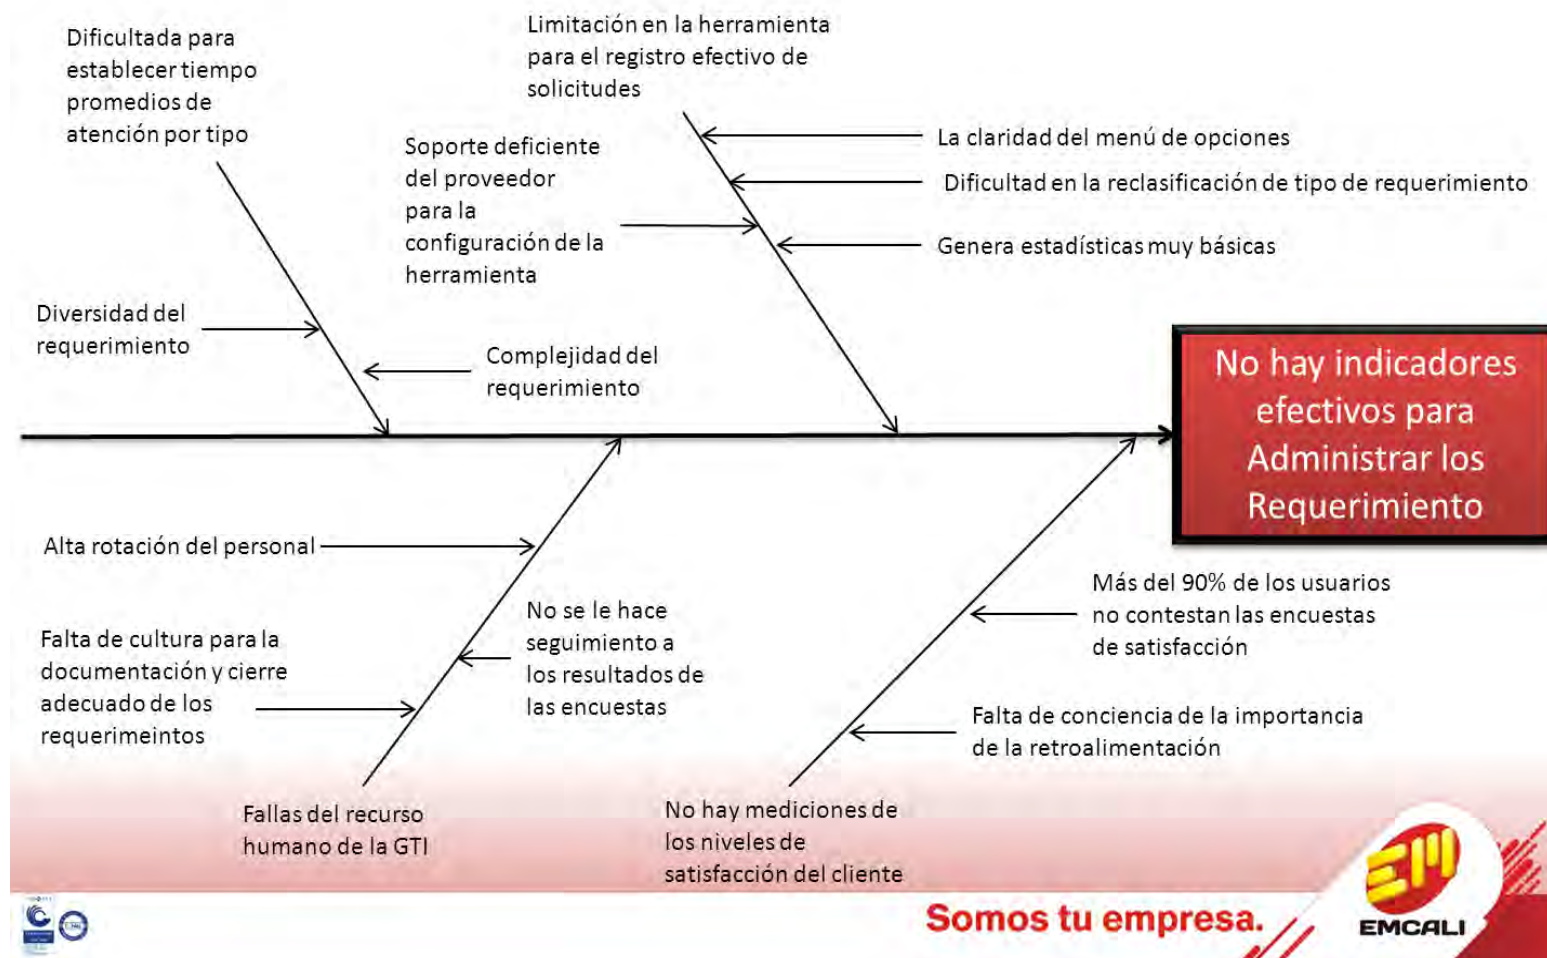 Dificultada para
establecer tiempo
promedios de
atención por tipo
Limitación en la herramienta
para el registro efectivo de
solicitudes
Soporte deficiente
del proveedor
para la
configuración de la
herramienta
La claridad del menú de opciones
Dificultad en la reclasificación de tipo de requerimiento
Genera estadísticas muy básicas
Diversidad del
requerimiento
Complejidad del
requerimiento
No hay indicadores
efectivos para
Administrar los
Requerimiento
Alta rotación del personal
Falta de cultura para la
documentación y cierre
adecuado de los
requerimeintos
No se le hace
seguimiento a
los resultados de
las encuestas
Más del 90% de los usuarios
no contestan las encuestas
de satisfacción
Falta de conciencia de la importancia
de la retroalimentación
Fallas del recurso
humano de la GTI
No hay mediciones de
los niveles de
satisfacción del cliente
Somos tu empresa.
EM
EMCALI